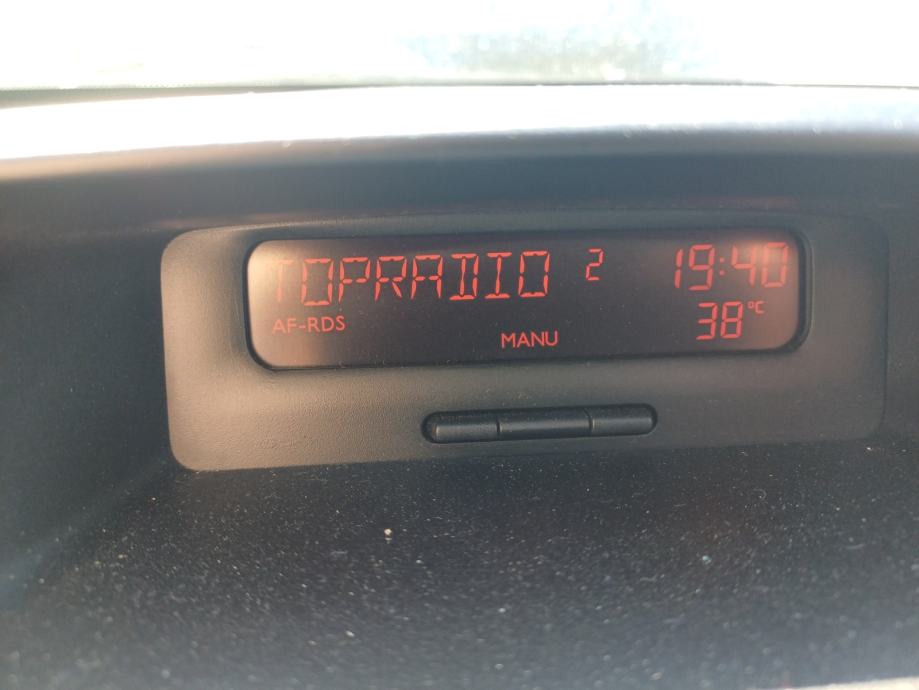 TOPRADIO 2 19:40
AF-RDS 38°C
MANU